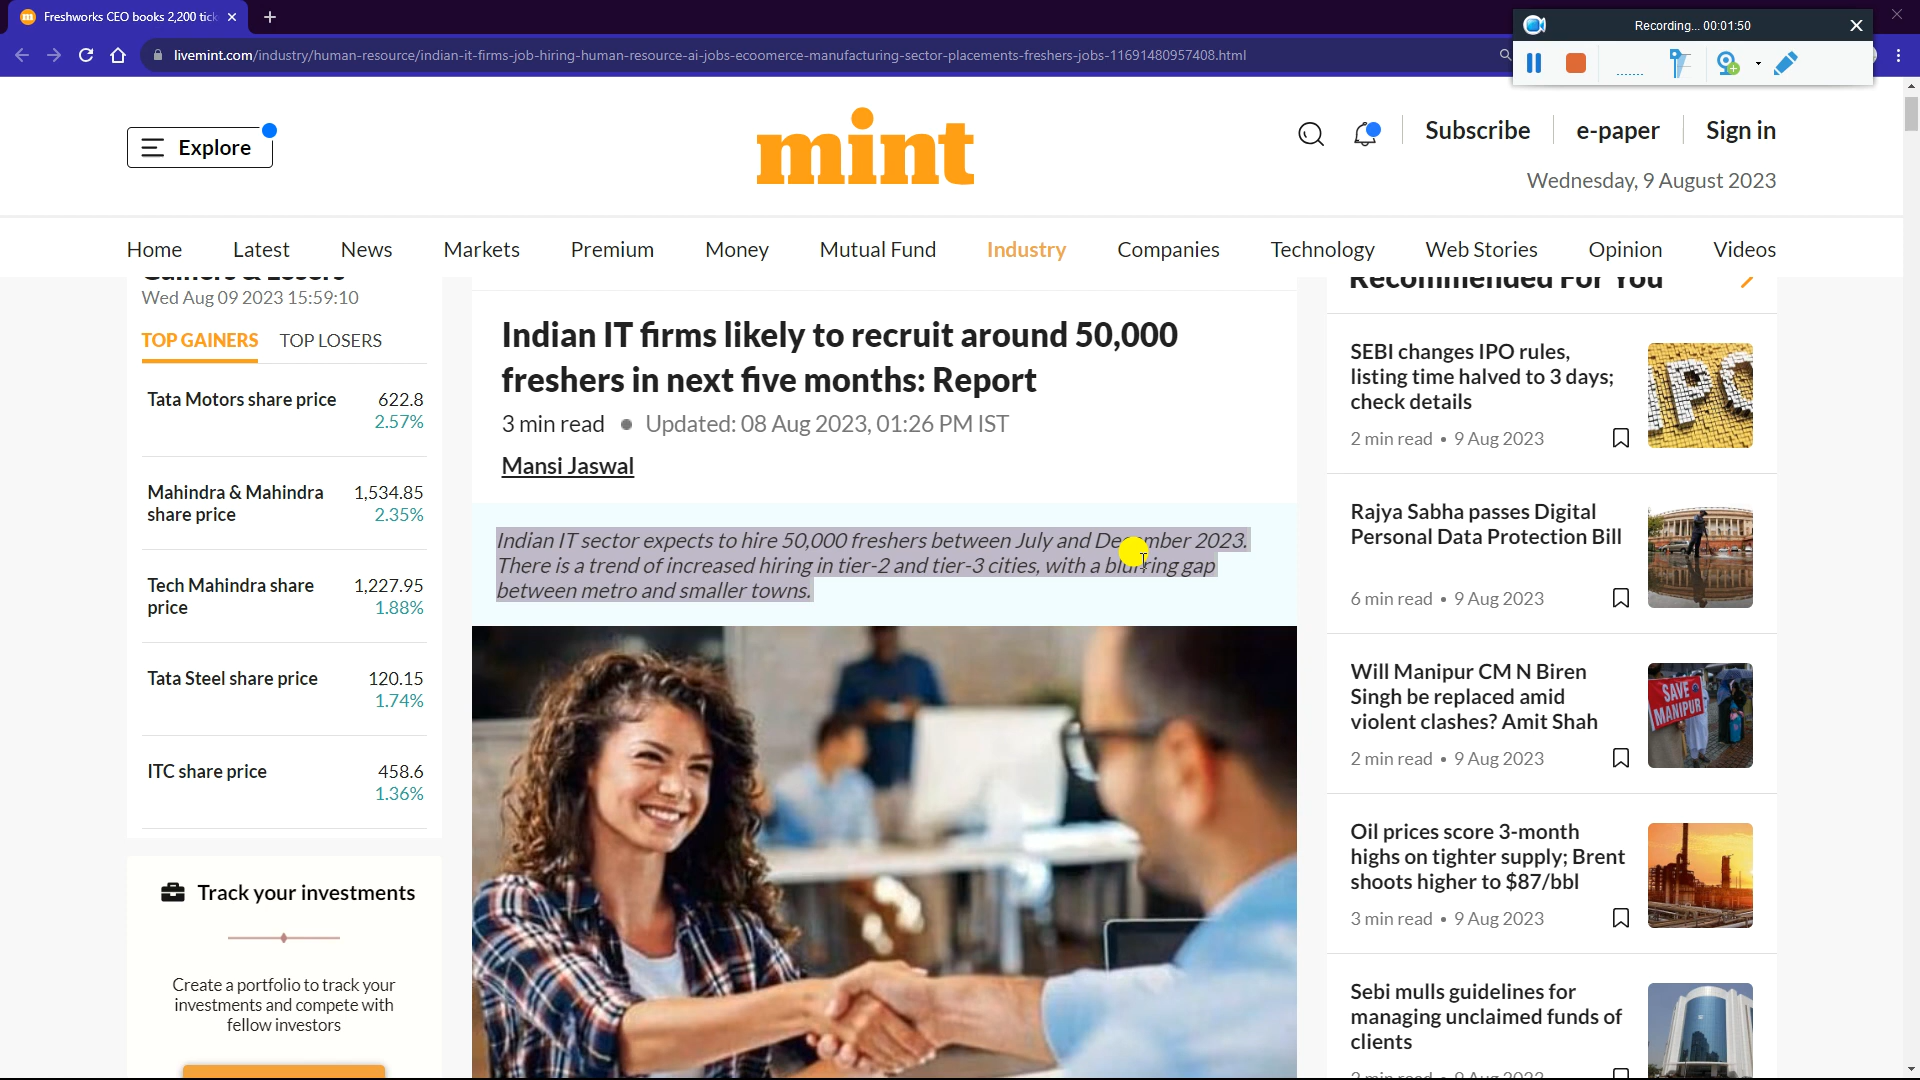 Freshworks CEO books 2,200 tick
livemint.com/industry/human-resource/indian-it-firms-job-hiring-human-resource-ai-jobs-ecoomerce-manufacturing-sector-placements-freshers-jobs-11691480957408.html
Recording... 00:01:50
Explore
mint
Subscribe
e-paper
Sign in
Wednesday, 9 August 2023
Home
Latest
News
Markets
Premium
Money
Mutual Fund
Industry
Companies
Technology
Web Stories
Opinion
Videos
Gainers & Losers
Wed Aug 09 2023 15:59:10
TOP GAINERS TOP LOSERS
Tata Motors share price 622.8
2.57%
Mahindra & Mahindra 1,534.85
share price 2.35%
Tech Mahindra share 1,227.95
price 1.88%
Tata Steel share price 120.15
1.74%
ITC share price 458.6
1.36%
Track your investments
Create a portfolio to track your
investments and compete with
fellow investors
Indian IT firms likely to recruit around 50,000
freshers in next five months: Report
3 min read ● Updated: 08 Aug 2023, 01:26 PM IST
Mansi Jaswal
Indian IT sector expects to hire 50,000 freshers between July and December 2023.
There is a trend of increased hiring in tier-2 and tier-3 cities, with a blurring gap
between metro and smaller towns.
Recommended For You
SEBI changes IPO rules,
listing time halved to 3 days;
check details
2 min read • 9 Aug 2023
IPO
Rajya Sabha passes Digital
Personal Data Protection Bill
6 min read • 9 Aug 2023
Will Manipur CM N Biren
Singh be replaced amid
violent clashes? Amit Shah
2 min read • 9 Aug 2023
SAVE
MANIPUR
Oil prices score 3-month
highs on tighter supply; Brent
shoots higher to $87/bbl
3 min read • 9 Aug 2023
Sebi mulls guidelines for
managing unclaimed funds of
clients
2 min read • 9 Aug 2023